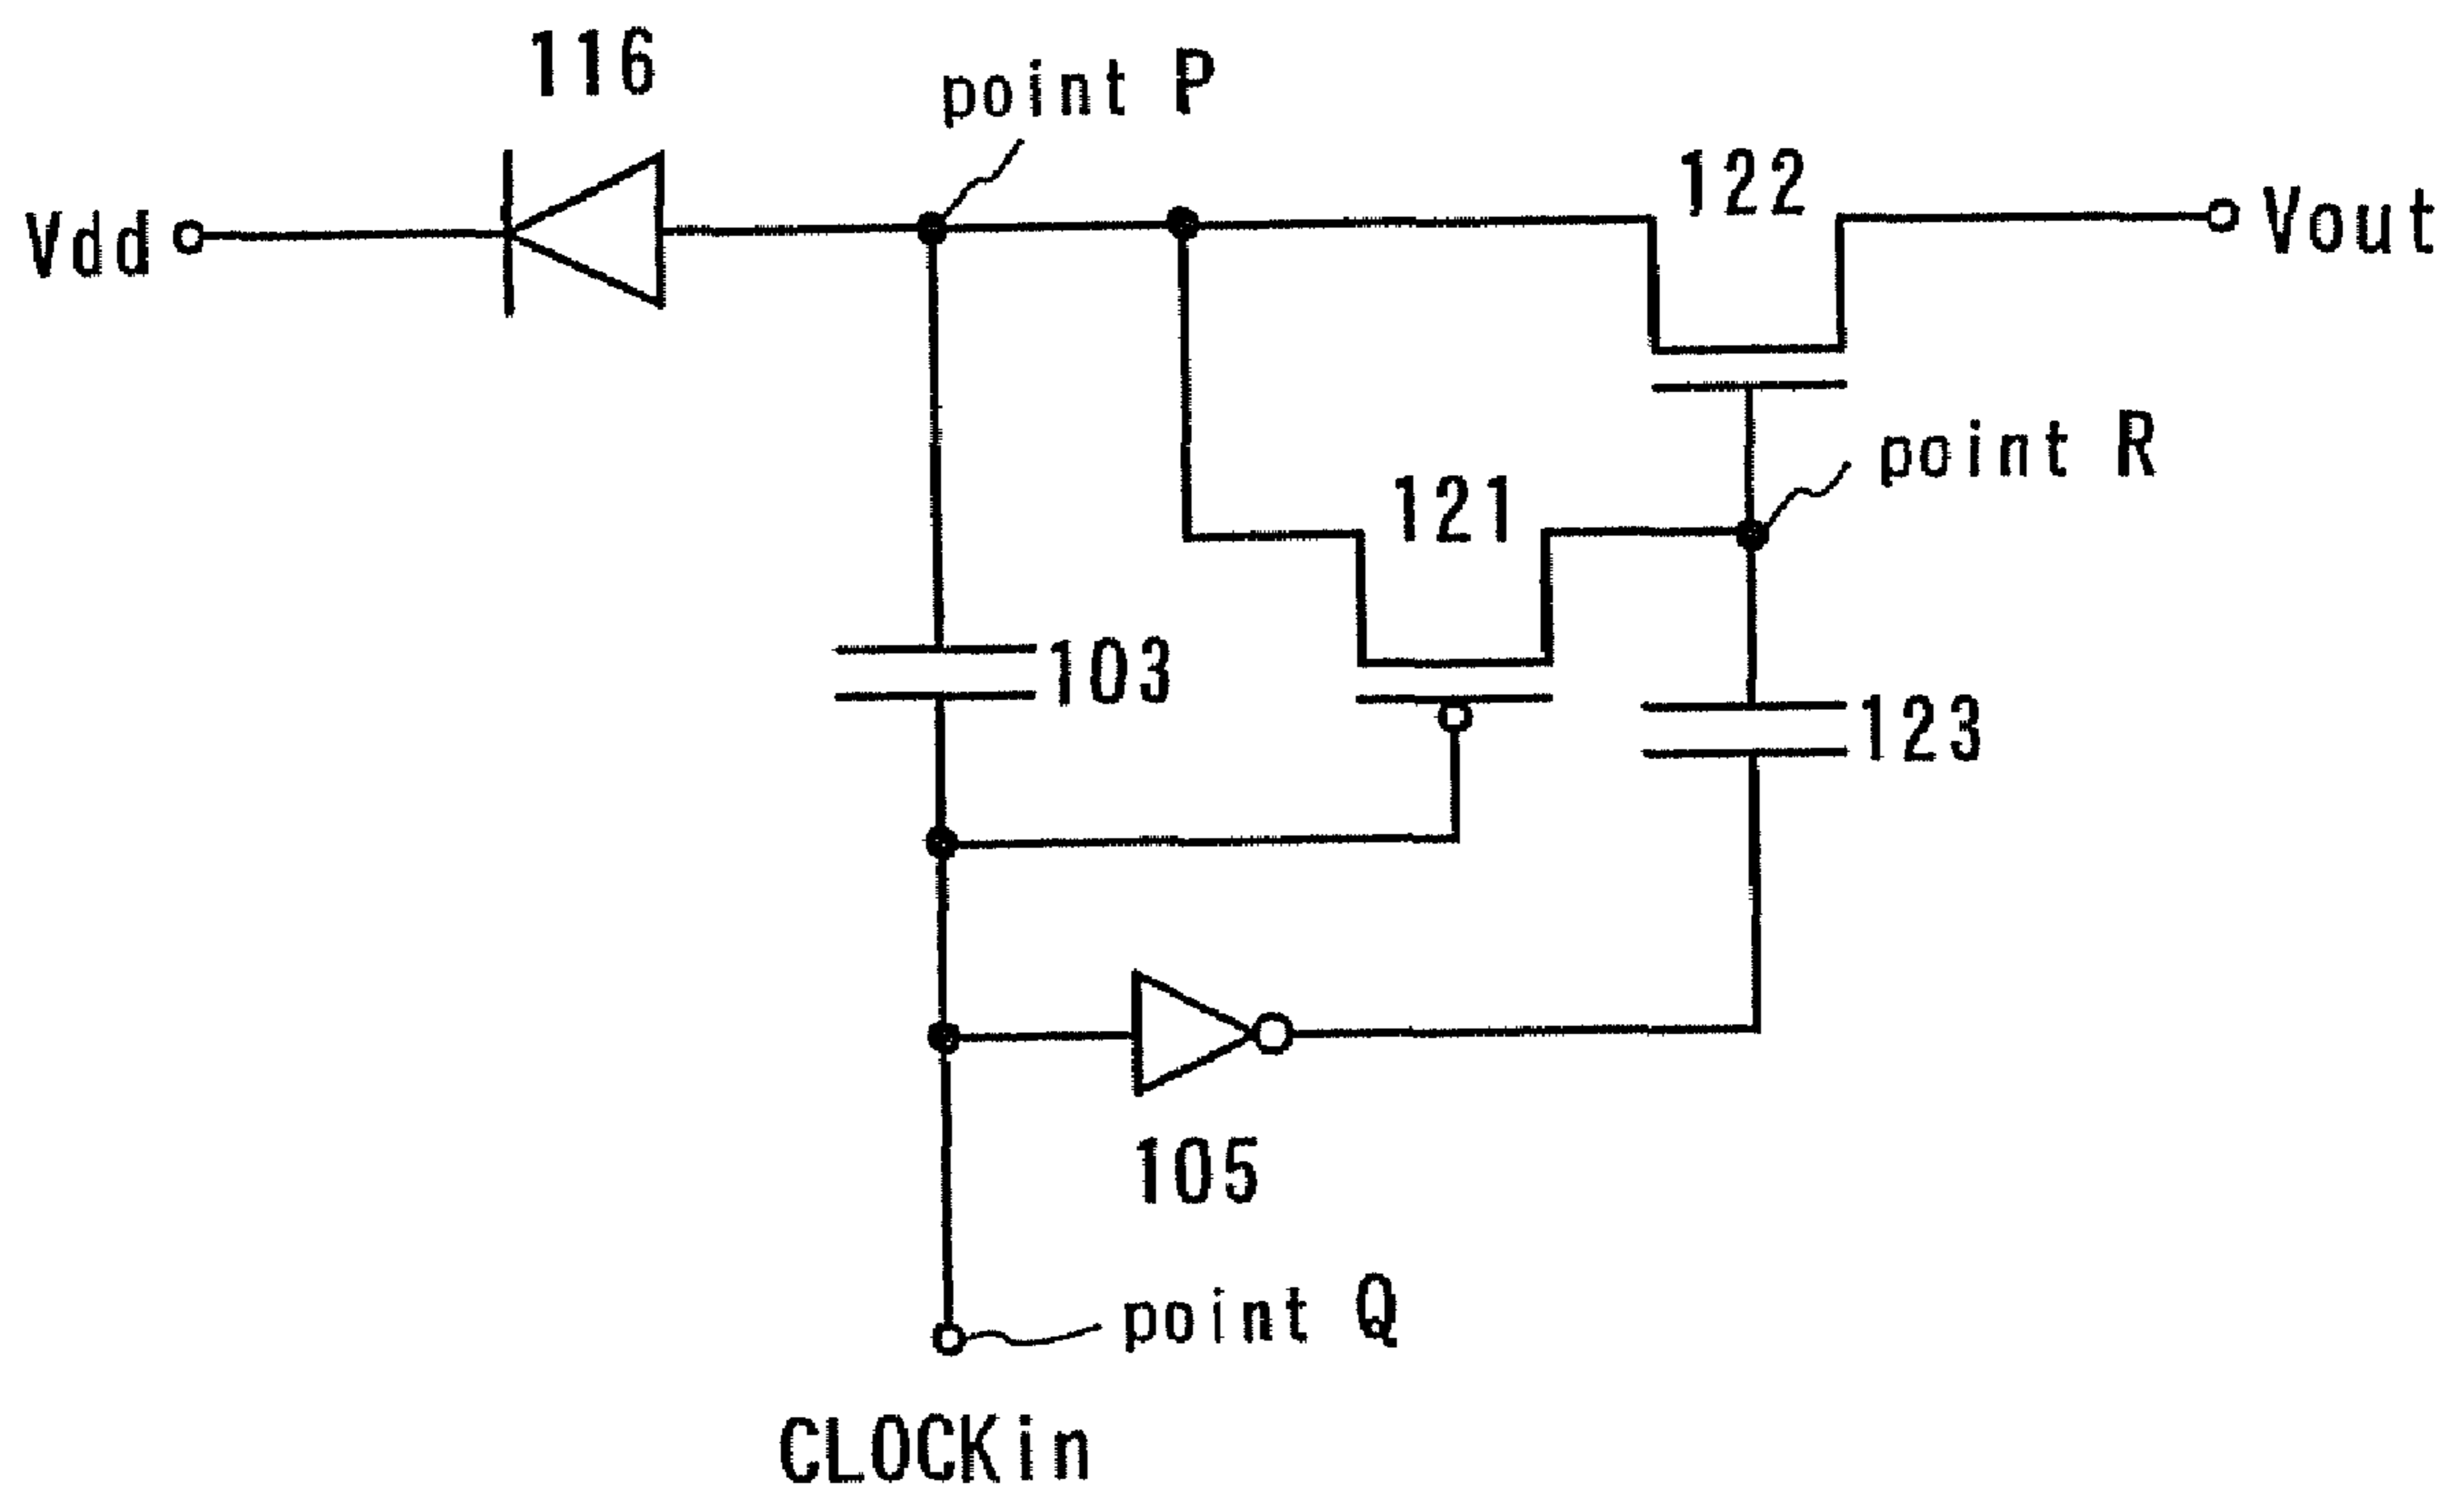 116
point P
122
Vdd
Vout
point R
121
103
123
105
point Q
CLOCKin